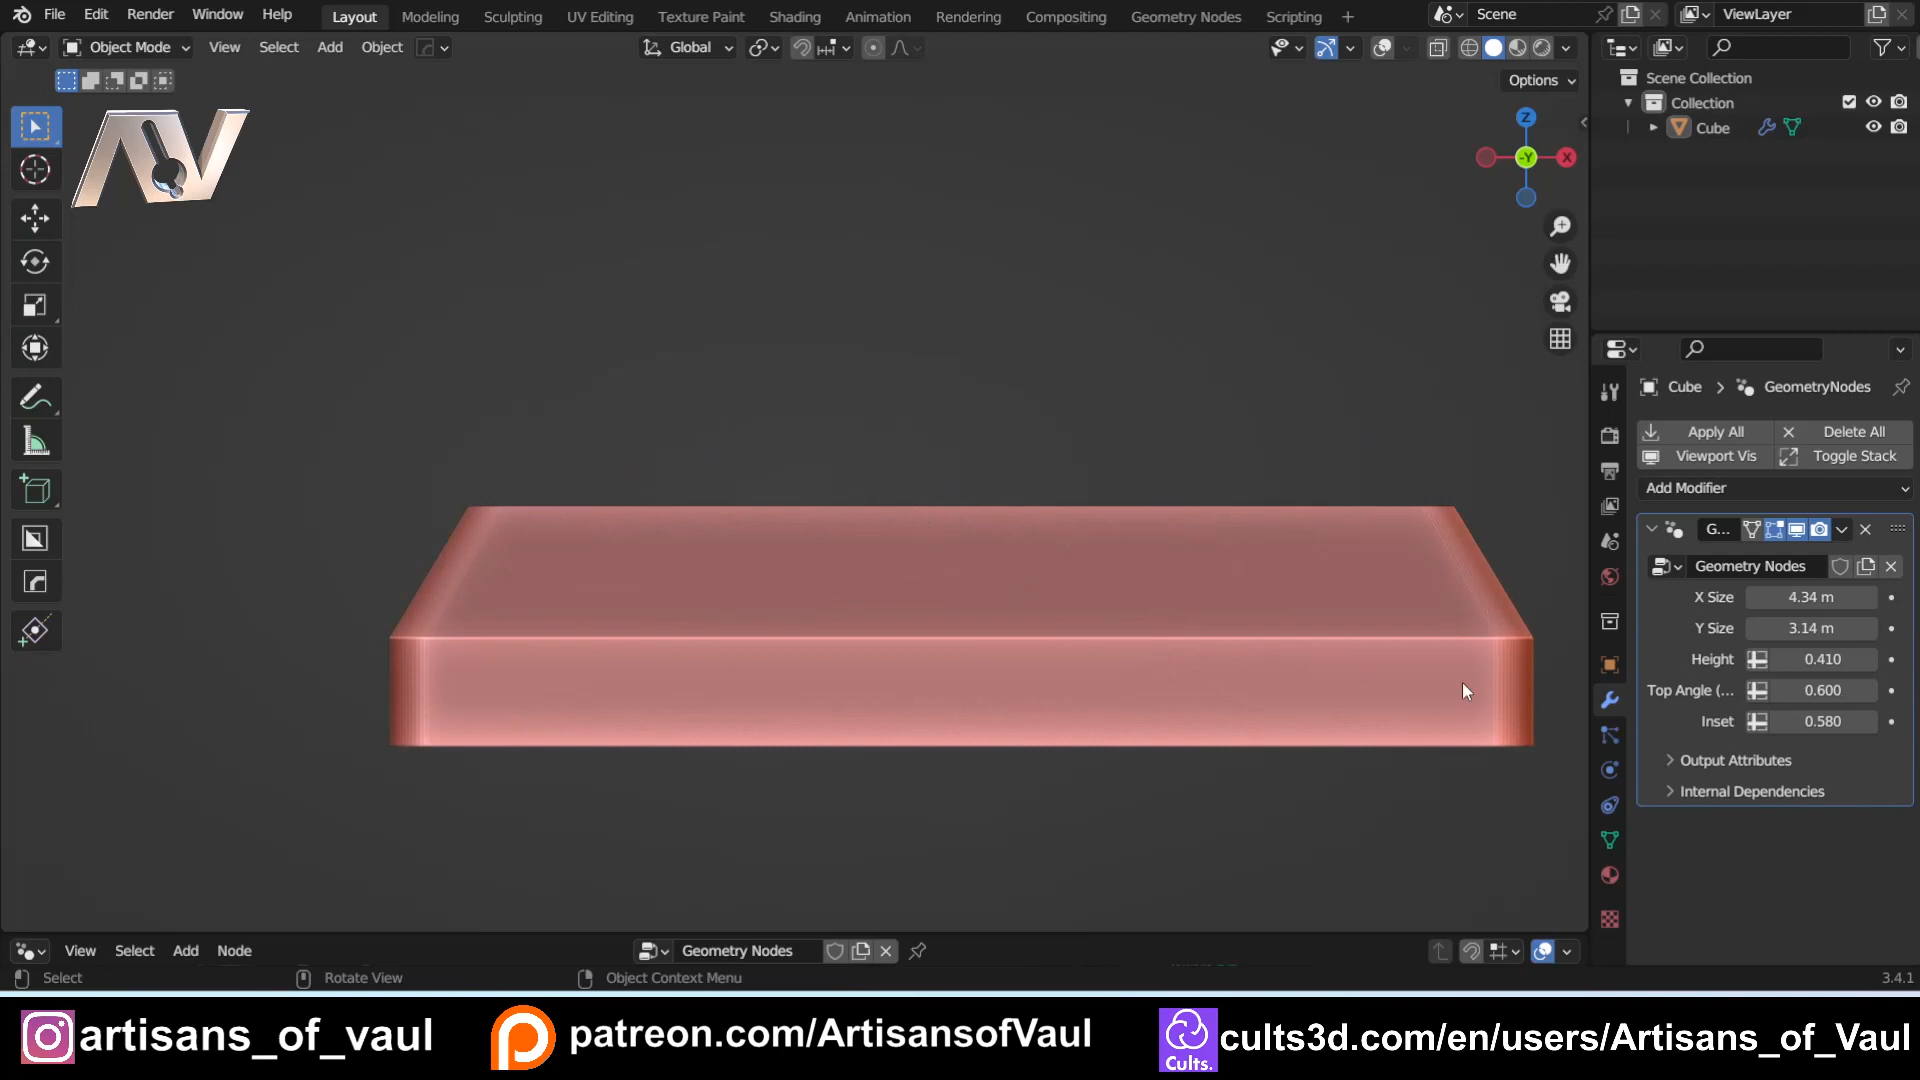 File Edit Render Window Help Layout Modeling Sculpting UV Editing Texture Paint Shading Animation Rendering Compositing Geometry Nodes Scripting + Scene ViewLayer
Object Mode View Select Add Object Global
Options
Scene Collection
Collection
Cube
Z
-Y
X
AV
Cube > GeometryNodes
Apply All Delete All
Viewport Vis Toggle Stack
Add Modifier
G...
Geometry Nodes
X Size 4.34 m
Y Size 3.14 m
Height 0.410
Top Angle (... 0.600
Inset 0.580
Output Attributes
Internal Dependencies
View Select Add Node Geometry Nodes
Select Rotate View Object Context Menu 3.4.1
artisans_of_vaul patreon.com/ArtisansofVaul Cults. cults3d.com/en/users/Artisans_of_Vaul